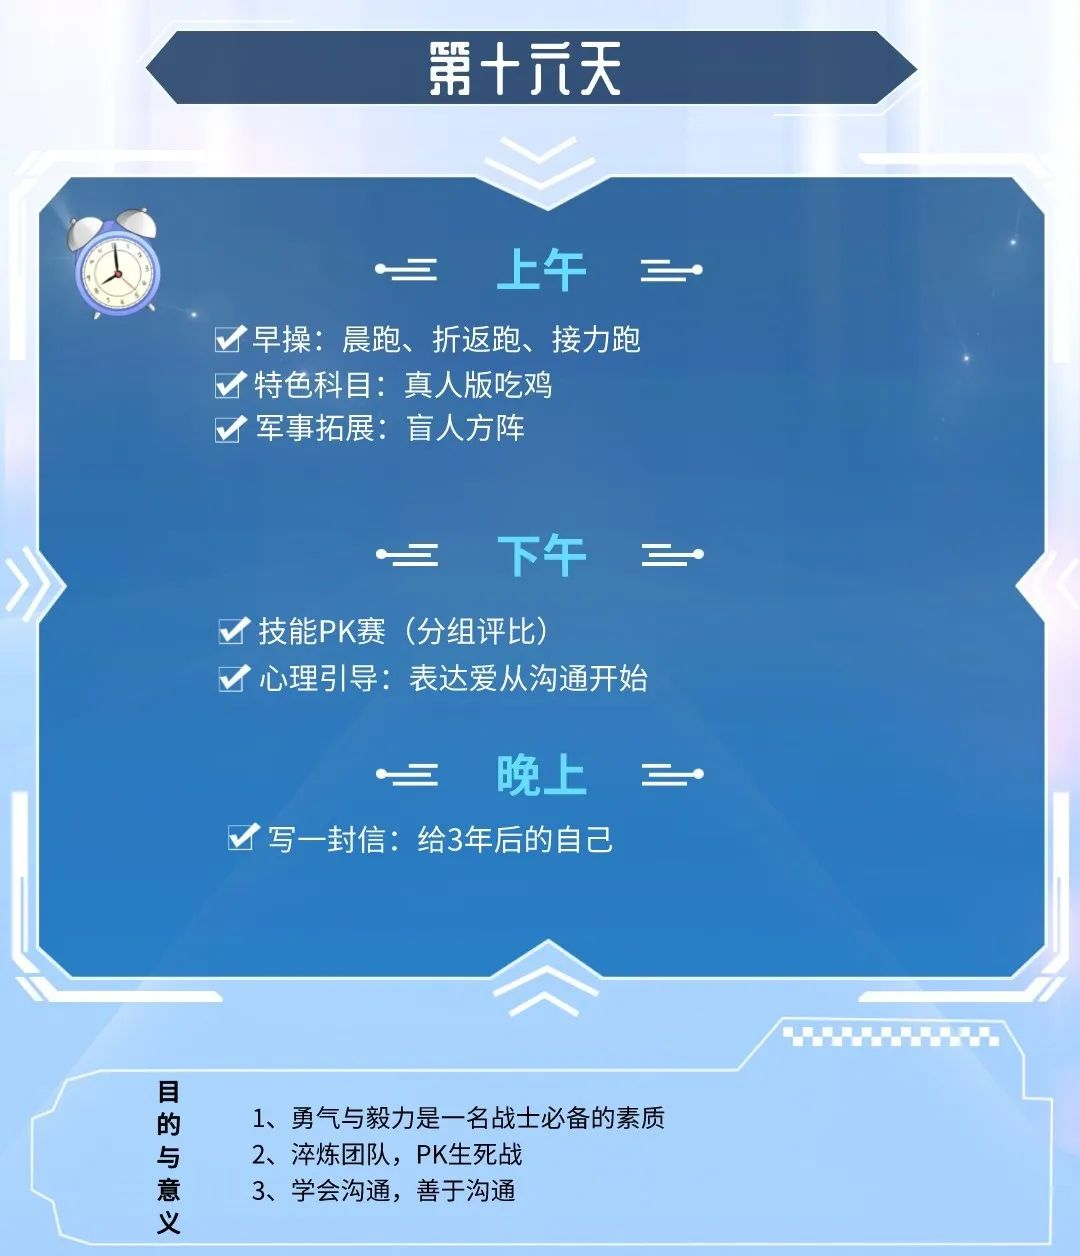 第十六天
上午
早操：晨跑、折返跑、接力跑
特色科目：真人版吃鸡
军事拓展：盲人方阵
下午
技能PK赛（分组评比）
心理引导：表达爱从沟通开始
晚上
写一封信：给3年后的自己
目的与意义
1、勇气与毅力是一名战士必备的素质
2、淬炼团队，PK生死战
3、学会沟通，善于沟通